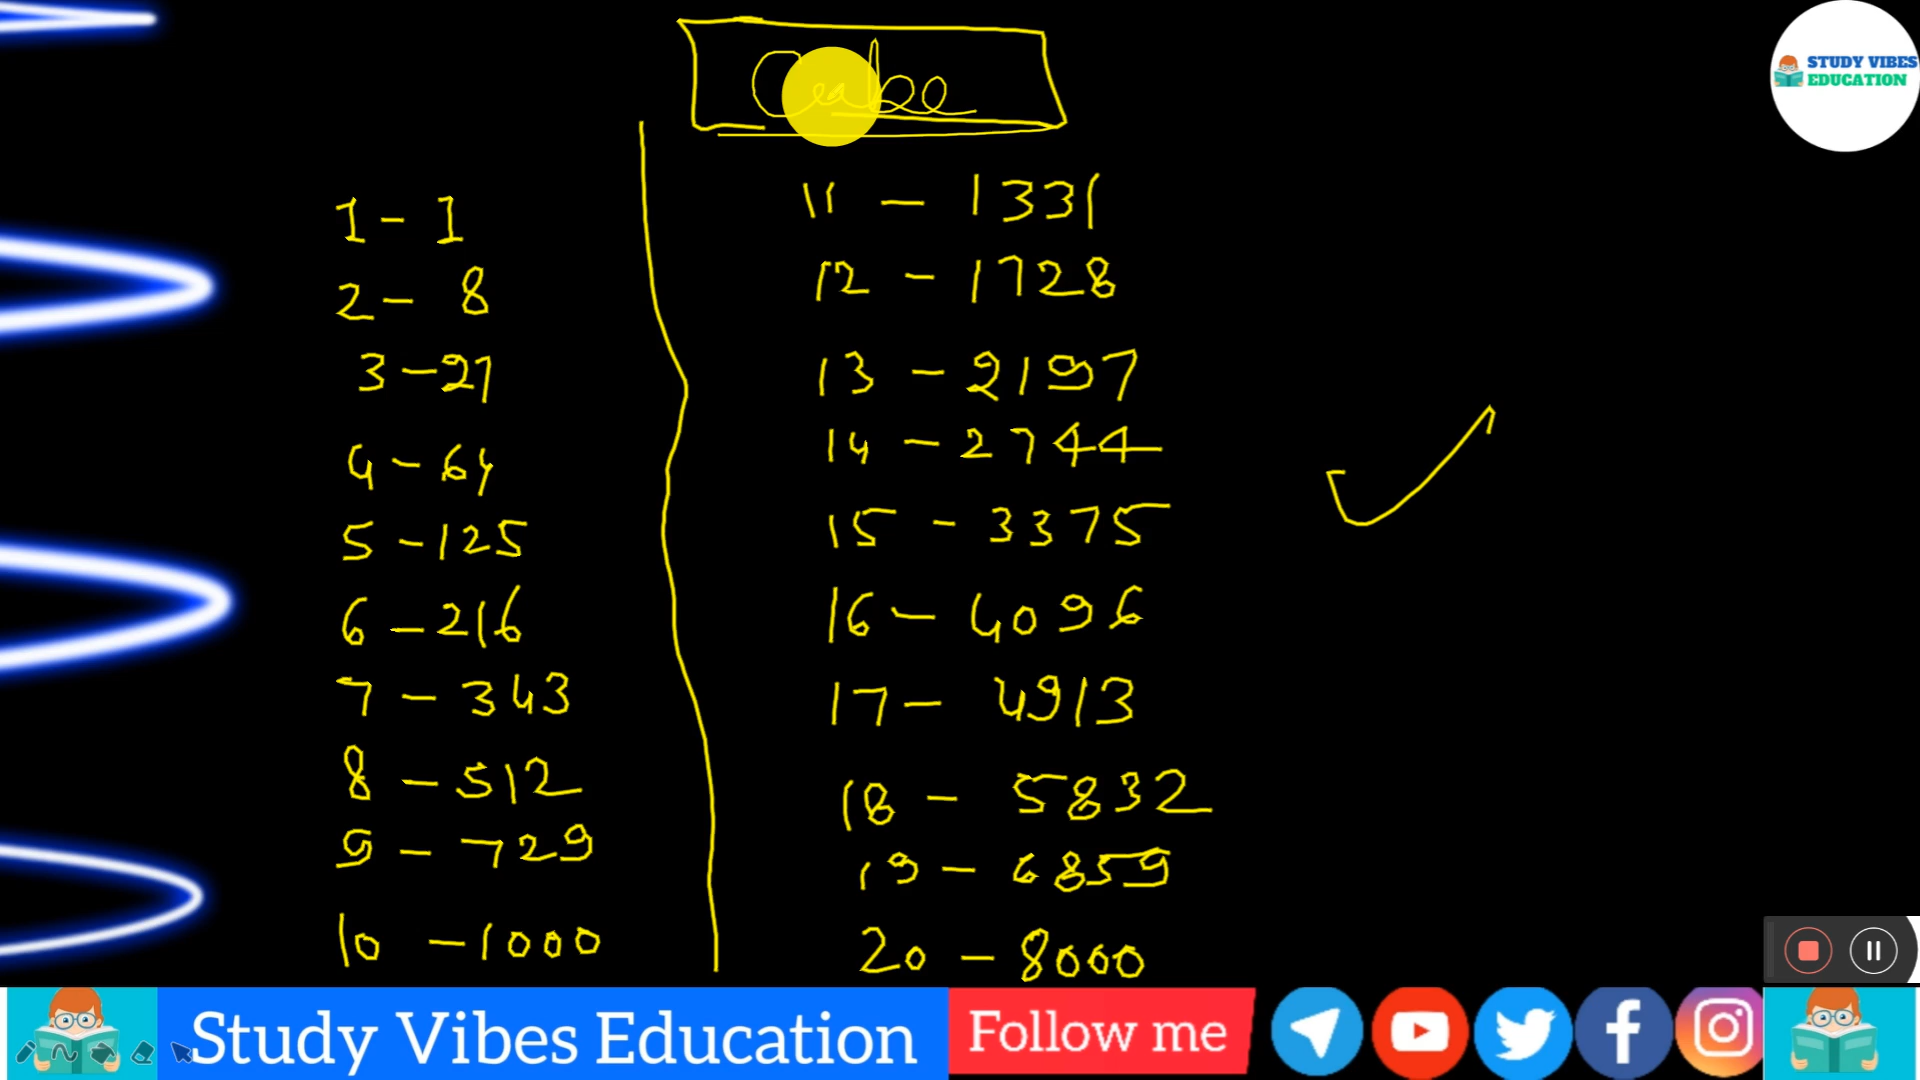 Cube
STUDY VIBES
EDUCATION
1 - 1
2 - 8
3 - 27
4 - 64
5 - 125
6 - 216
7 - 343
8 - 512
9 - 729
10 - 1000
11 - 1331
12 - 1728
13 - 2197
14 - 2744
15 - 3375
16 - 4096
17 - 4913
18 - 5832
19 - 6859
20 - 8000
Study Vibes Education
Follow me